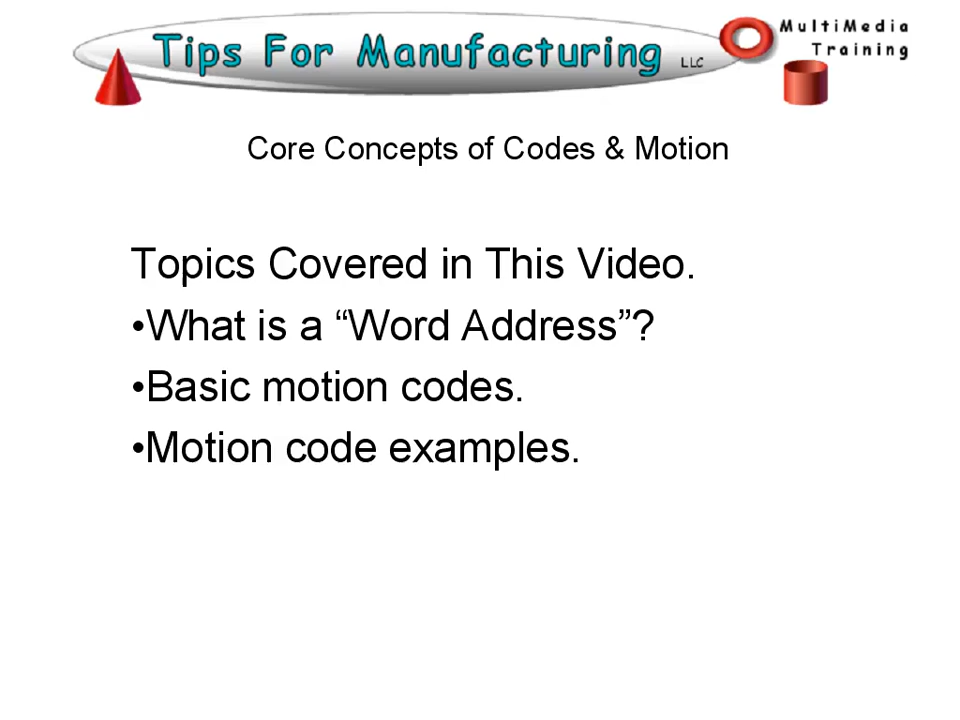 Tips For Manufacturing LLC
MultiMedia
Training
Core Concepts of Codes & Motion
Topics Covered in This Video.
•What is a “Word Address”?
•Basic motion codes.
•Motion code examples.